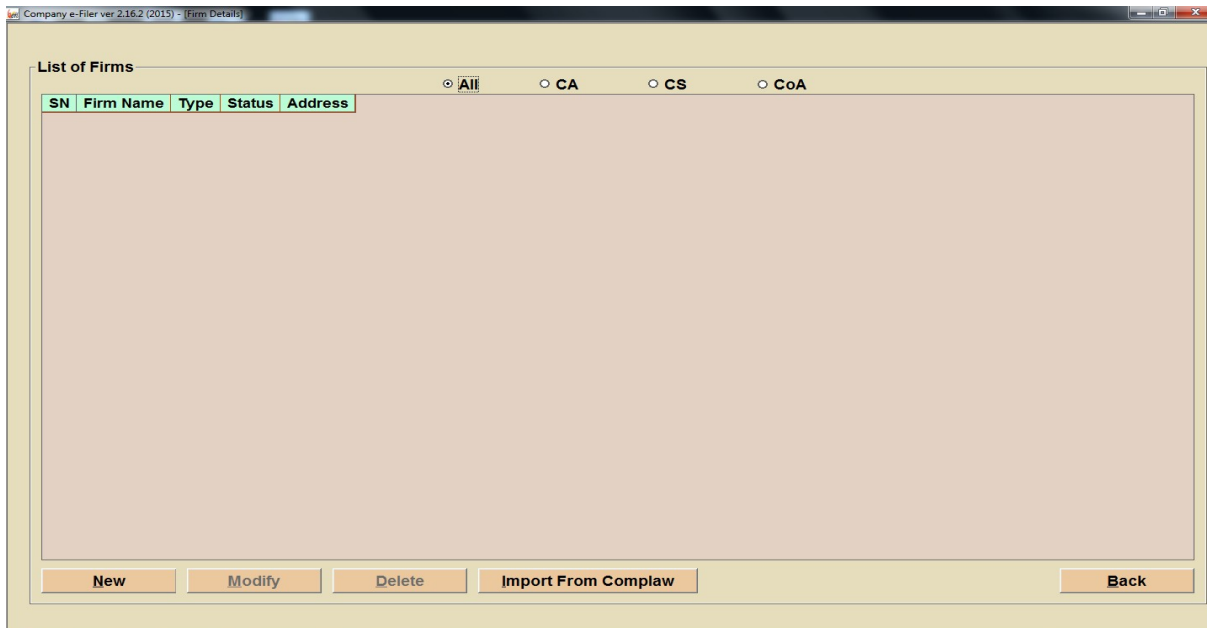 Company e-Filer ver 2.16.2 (2015) - [Firm Details]
List of Firms
All CA CS CoA
SN Firm Name Type Status Address
New Modify Delete Import From Complaw Back